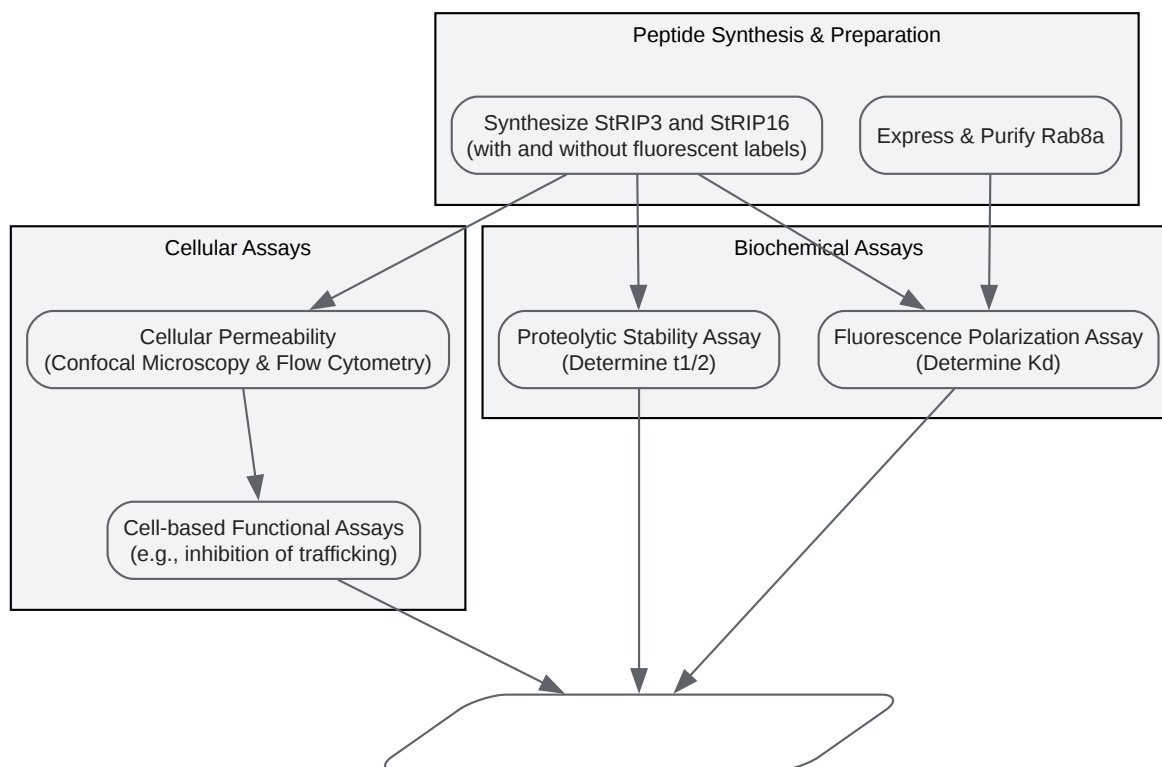 Peptide Synthesis & Preparation
Synthesize StRIP3 and StRIP16
(with and without fluorescent labels)
Express & Purify Rab8a
Cellular Assays
Biochemical Assays
Cellular Permeability
(Confocal Microscopy & Flow Cytometry)
Proteolytic Stability Assay
(Determine t1/2)
Fluorescence Polarization Assay
(Determine Kd)
Cell-based Functional Assays
(e.g., inhibition of trafficking)